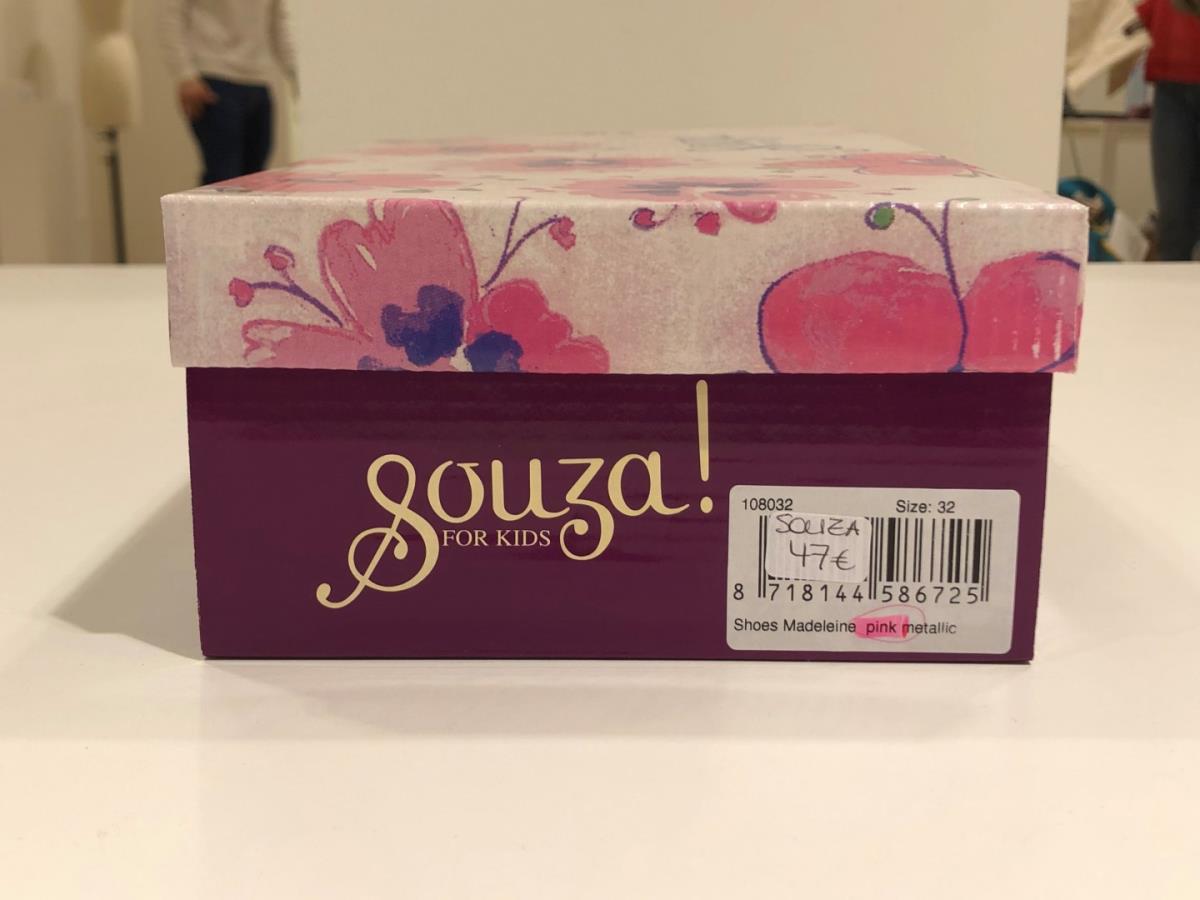 Souza!
FOR KIDS
108032 Size: 32
SOUZA
47€
8 718144 586725
Shoes Madeleine pink metallic